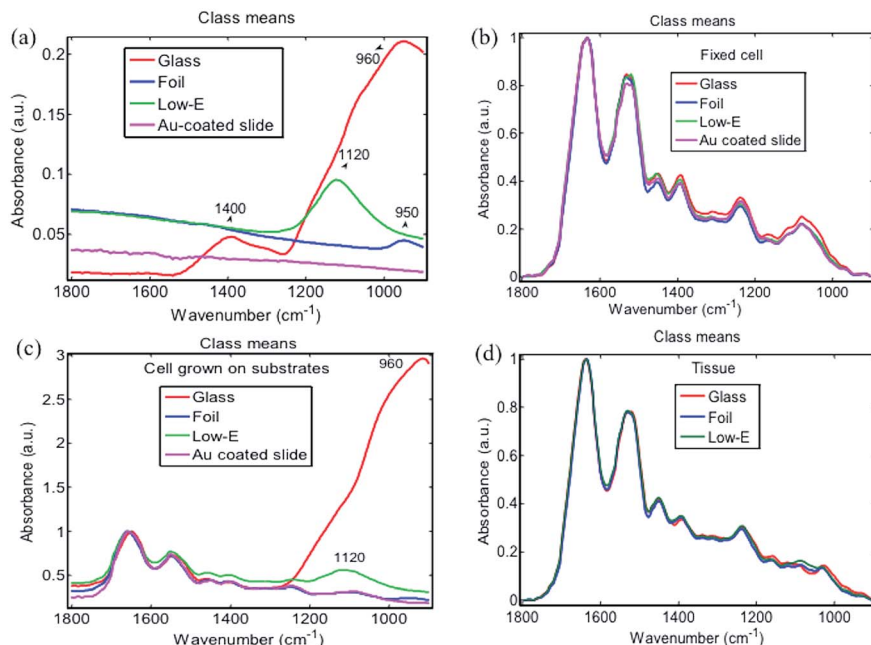 Class means
(a)
0.2
0.15
0.1
0.05
Absorbance (a.u.)
Glass
Foil
Low-E
Au-coated slide
960
1120
1400
950
1800
1600
1400
1200
1000
Wavenumber (cm-1)
Class means
(b)
Fixed cell
1
0.8
0.6
0.4
0.2
0
Absorbance (a.u.)
Glass
Foil
Low-E
Au coated slide
1800
1600
1400
1200
1000
Wavenumber (cm-1)
Class means
(c)
Cell grown on substrates
3
2.5
2
1.5
1
0.5
Absorbance (a.u.)
Glass
Foil
Low-E
Au coated slide
960
1120
1800
1600
1400
1200
1000
Wavenumber (cm-1)
Class means
(d)
Tissue
1
0.8
0.6
0.4
0.2
0
Absorbance (a.u.)
Glass
Foil
Low-E
1800
1600
1400
1200
1000
Wavenumber (cm-1)